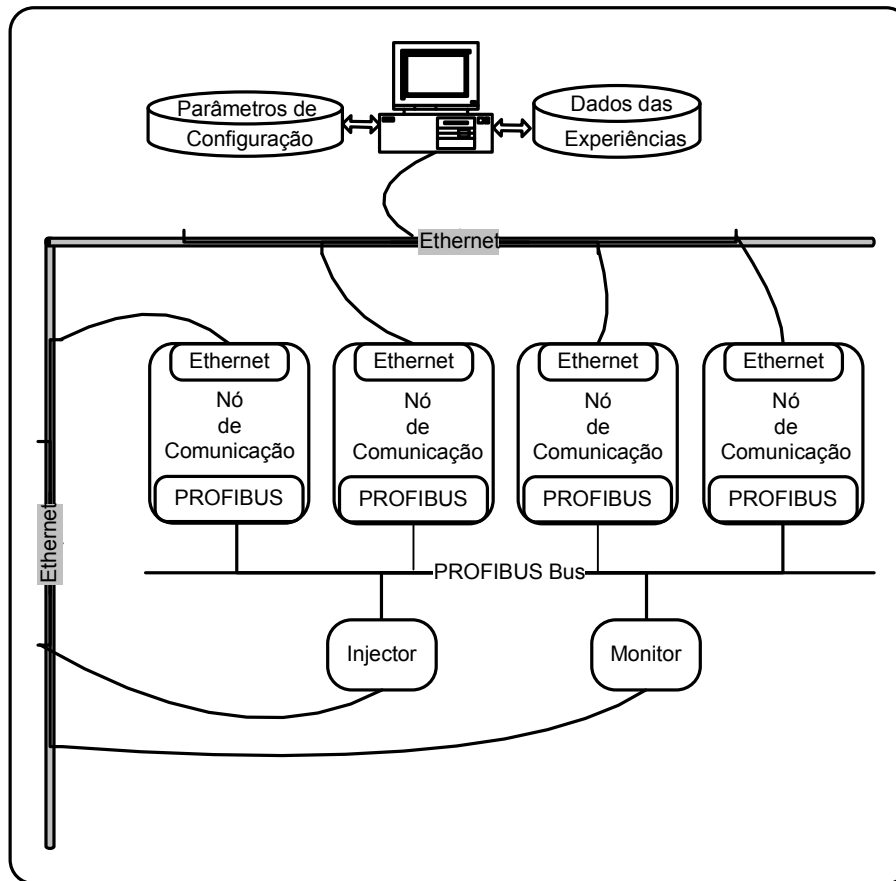 Parâmetros de
Configuração
Dados das
Experiências
Ethernet
Ethernet
Nó
de
Comunicação
PROFIBUS
Ethernet
Nó
de
Comunicação
PROFIBUS
Ethernet
Nó
de
Comunicação
PROFIBUS
Ethernet
Nó
de
Comunicação
PROFIBUS
Ethernet
PROFIBUS Bus
Injector
Monitor